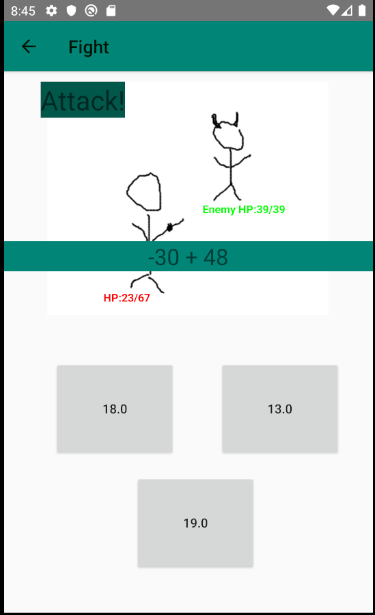 8:45
Fight
Attack!
Enemy HP:39/39
-30 + 48
HP:23/67
18.0
13.0
19.0